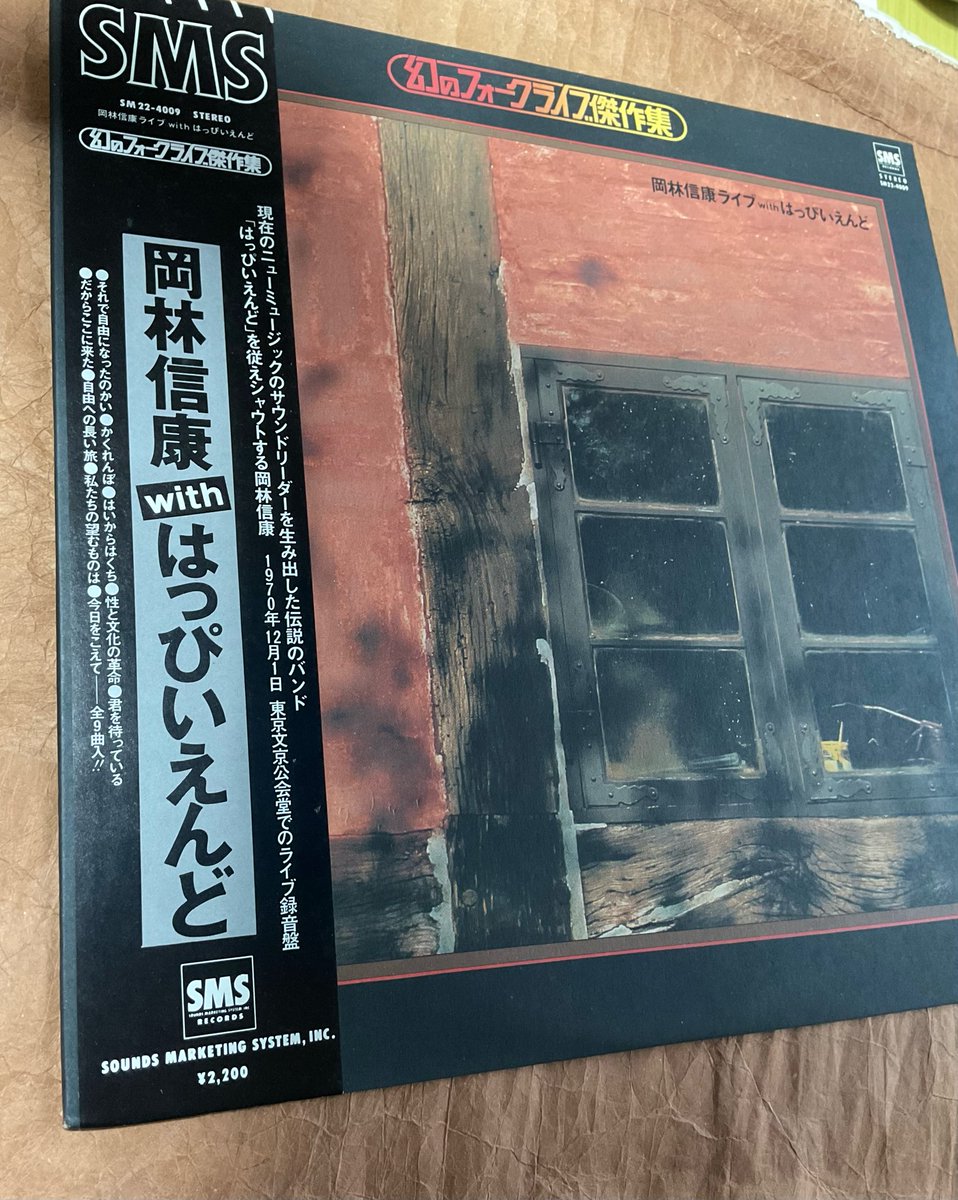 SMS
SM22-4009 STEREO
岡林信康ライブ with はっぴいえんど
幻のフォークライブ傑作集
現在のニューミュージックのサウンドリーダーを生み出した伝説のバンド
「はっぴいえんど」を従えシャウトする岡林信康 1970年12月1日 東京文京公会堂でのライブ録音盤
岡林信康
with
はっぴいえんど
●それで自由になったのかい●かくれんぼ●はいからはくち●性と文化の革命●君を待っている
●だからここに来た●自由への長い旅●私たちの望むものは●今日をこえて——全9曲入!!
SMS
SOUNDS MARKETING SYSTEM INC
RECORDS
SOUNDS MARKETING SYSTEM, INC.
¥2,200
幻のフォークライブ傑作集
SMS
RECORDS
STEREO
SM22-4009
岡林信康ライブ with はっぴいえんど